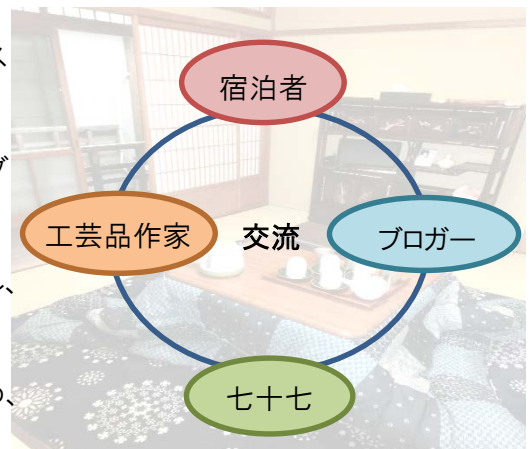 宿泊者
工芸品作家
交流
ブロガー
七十七